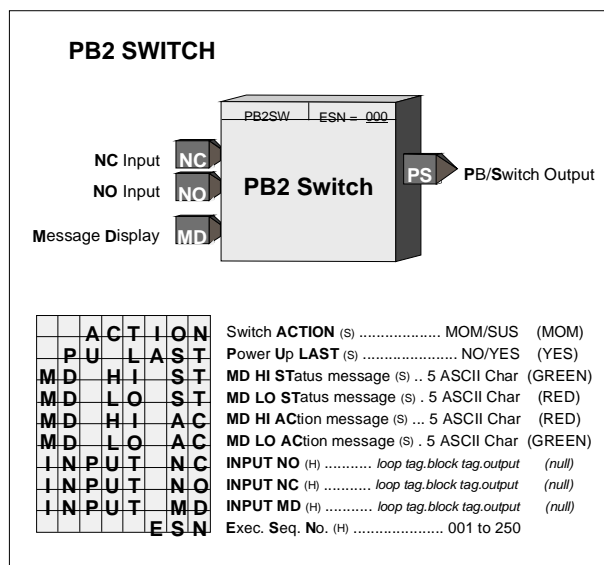 PB2 SWITCH
PB2SW ESN = 000
NC Input NC
NO Input NO
Message Display MD
PB2 Switch
PS PB/Switch Output
ACTION Switch ACTION (S) .................... MOM/SUS (MOM)
PU LAST Power Up LAST (S) ................... NO/YES (YES)
MD HI ST MD HI STatus message (S) .. 5 ASCII Char (GREEN)
MD LO ST MD LO STatus message (S) . 5 ASCII Char (RED)
MD HI AC MD HI ACtion message (S) ... 5 ASCII Char (RED)
MD LO AC MD LO ACtion message (S) . 5 ASCII Char (GREEN)
INPUT NC INPUT NO (H) ........... loop tag.block tag.output (null)
INPUT NO INPUT NC (H) ........... loop tag.block tag.output (null)
INPUT MD INPUT MD (H) ........... loop tag.block tag.output (null)
ESN Exec. Seq. No. (H) ...................... 001 to 250